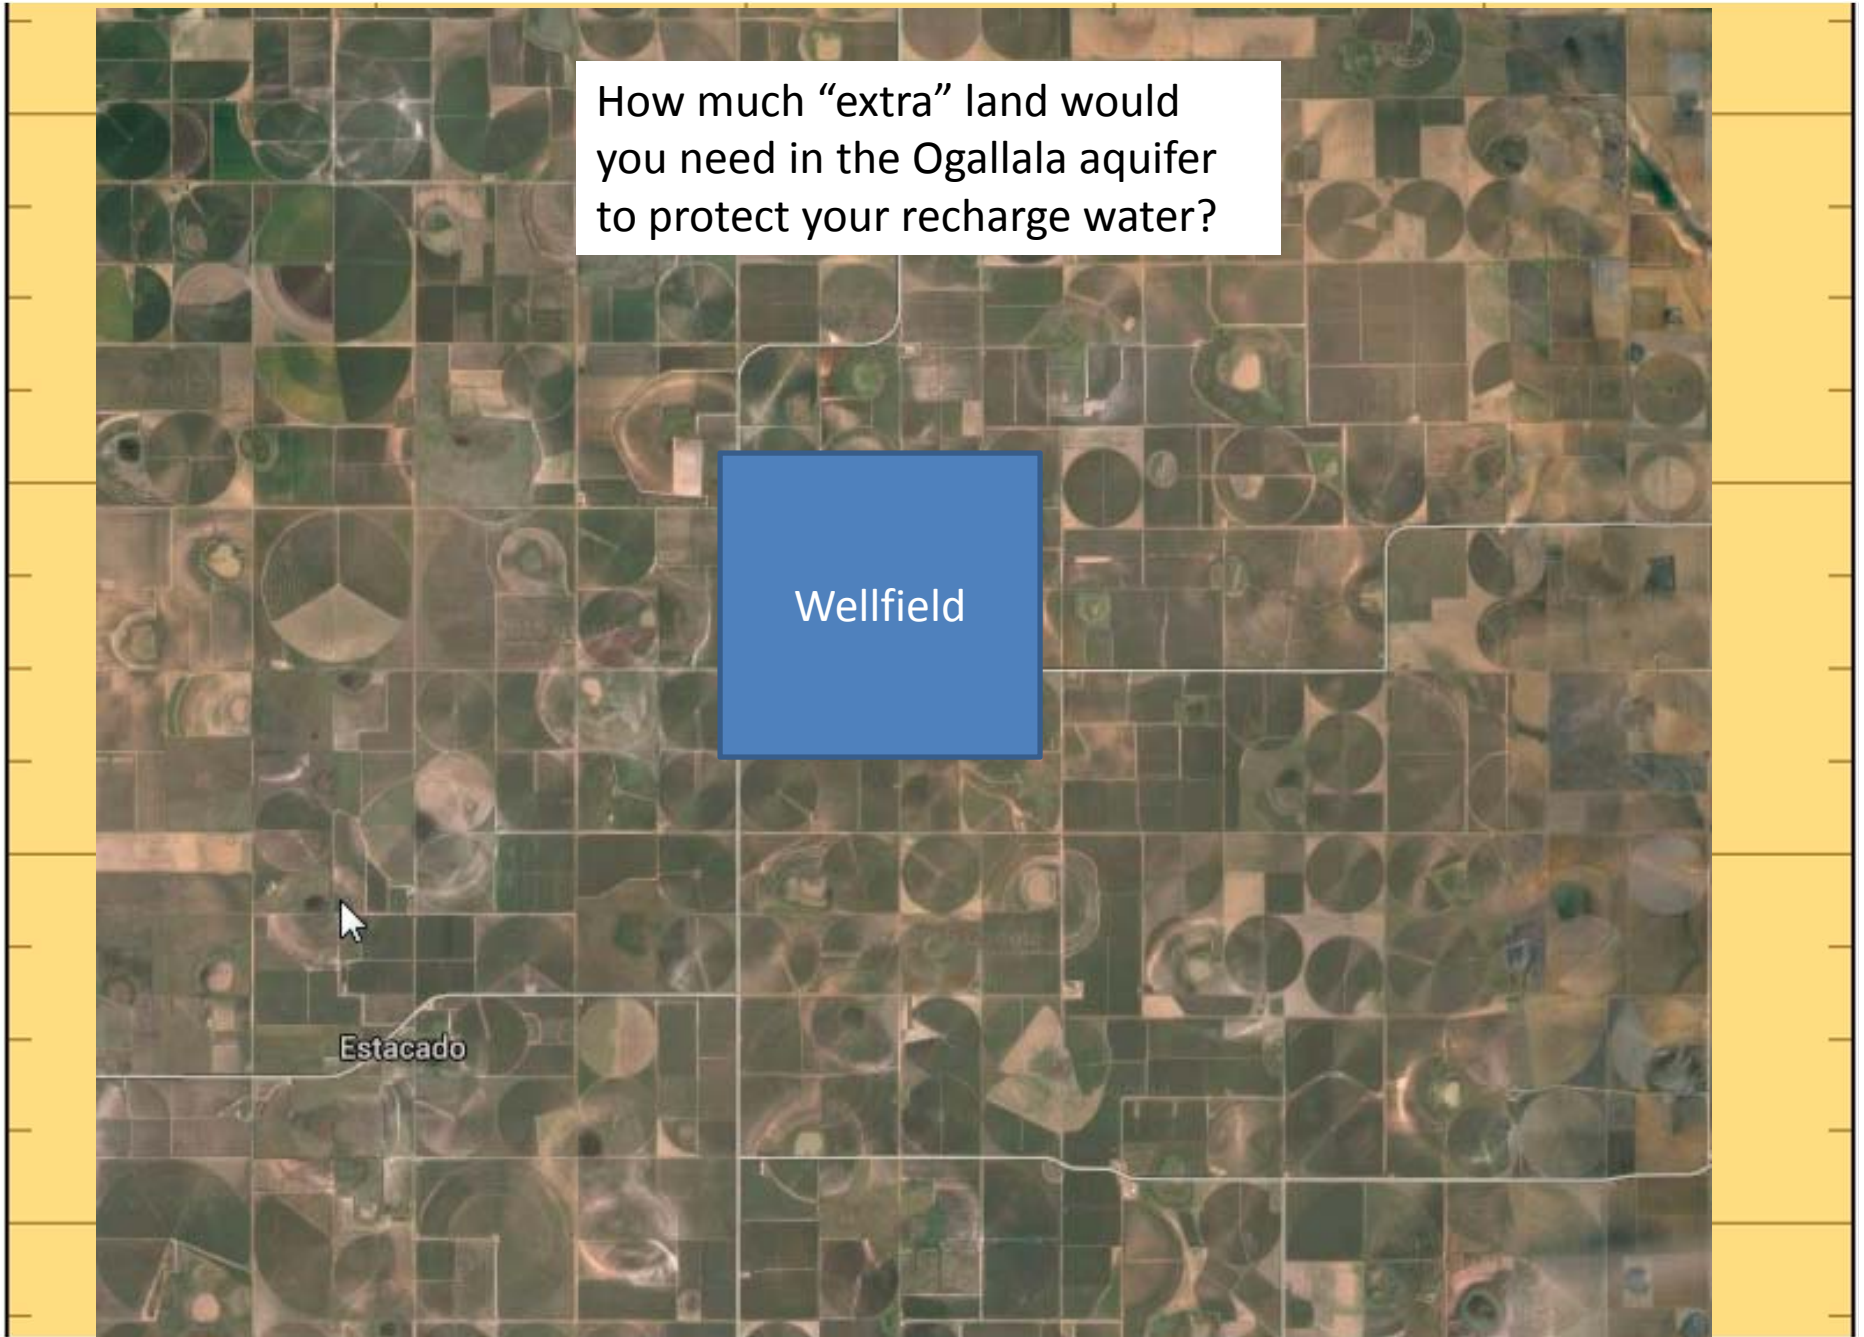 How much “extra” land would
you need in the Ogallala aquifer
to protect your recharge water?
Wellfield
Estacado